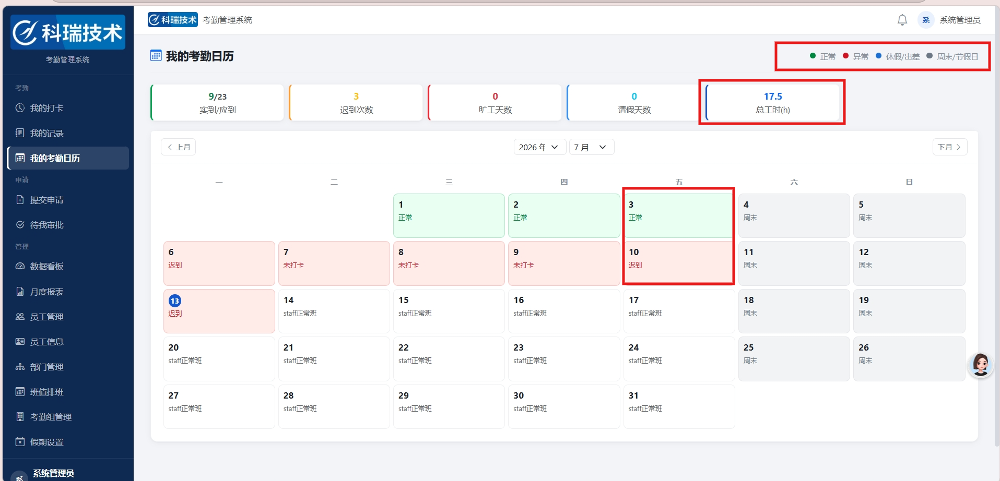 科瑞技术
考勤管理系统
考勤
我的打卡
我的记录
我的考勤日历
申请
提交申请
待我审批
管理
数据看板
月度报表
员工管理
员工信息
部门管理
班值排班
考勤组管理
假期设置
系 系统管理员
科瑞技术 考勤管理系统
系 系统管理员
我的考勤日历
正常 异常 休假/出差 周末/节假日
9/23
实到/应到
3
迟到次数
0
旷工天数
0
请假天数
17.5
总工时(h)
上月 2026 年 7 月 下月
一 二 三 四 五 六 日
1 2 3 4 5
正常 正常 正常 周末 周末
6 7 8 9 10 11 12
迟到 未打卡 未打卡 未打卡 迟到 周末 周末
13 14 15 16 17 18 19
迟到 staff正常班 staff正常班 staff正常班 staff正常班 周末 周末
20 21 22 23 24 25 26
staff正常班 staff正常班 staff正常班 staff正常班 staff正常班 周末 周末
27 28 29 30 31
staff正常班 staff正常班 staff正常班 staff正常班 staff正常班